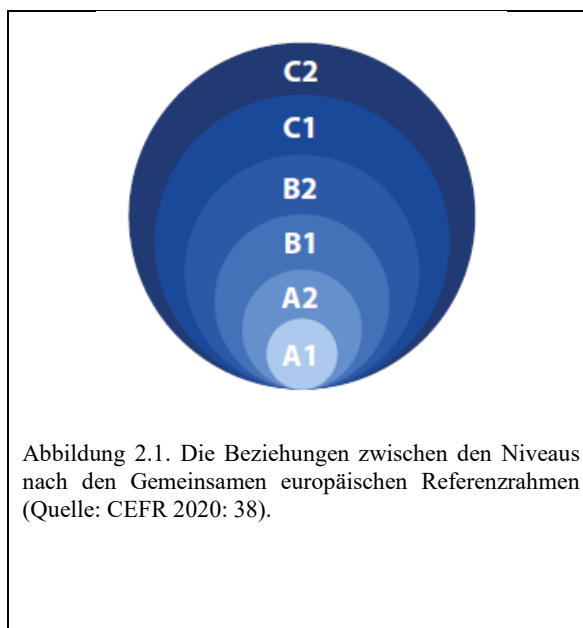 C2
C1
B2
B1
A2
A1
Abbildung 2.1. Die Beziehungen zwischen den Niveaus
nach den Gemeinsamen europäischen Referenzrahmen
(Quelle: CEFR 2020: 38).